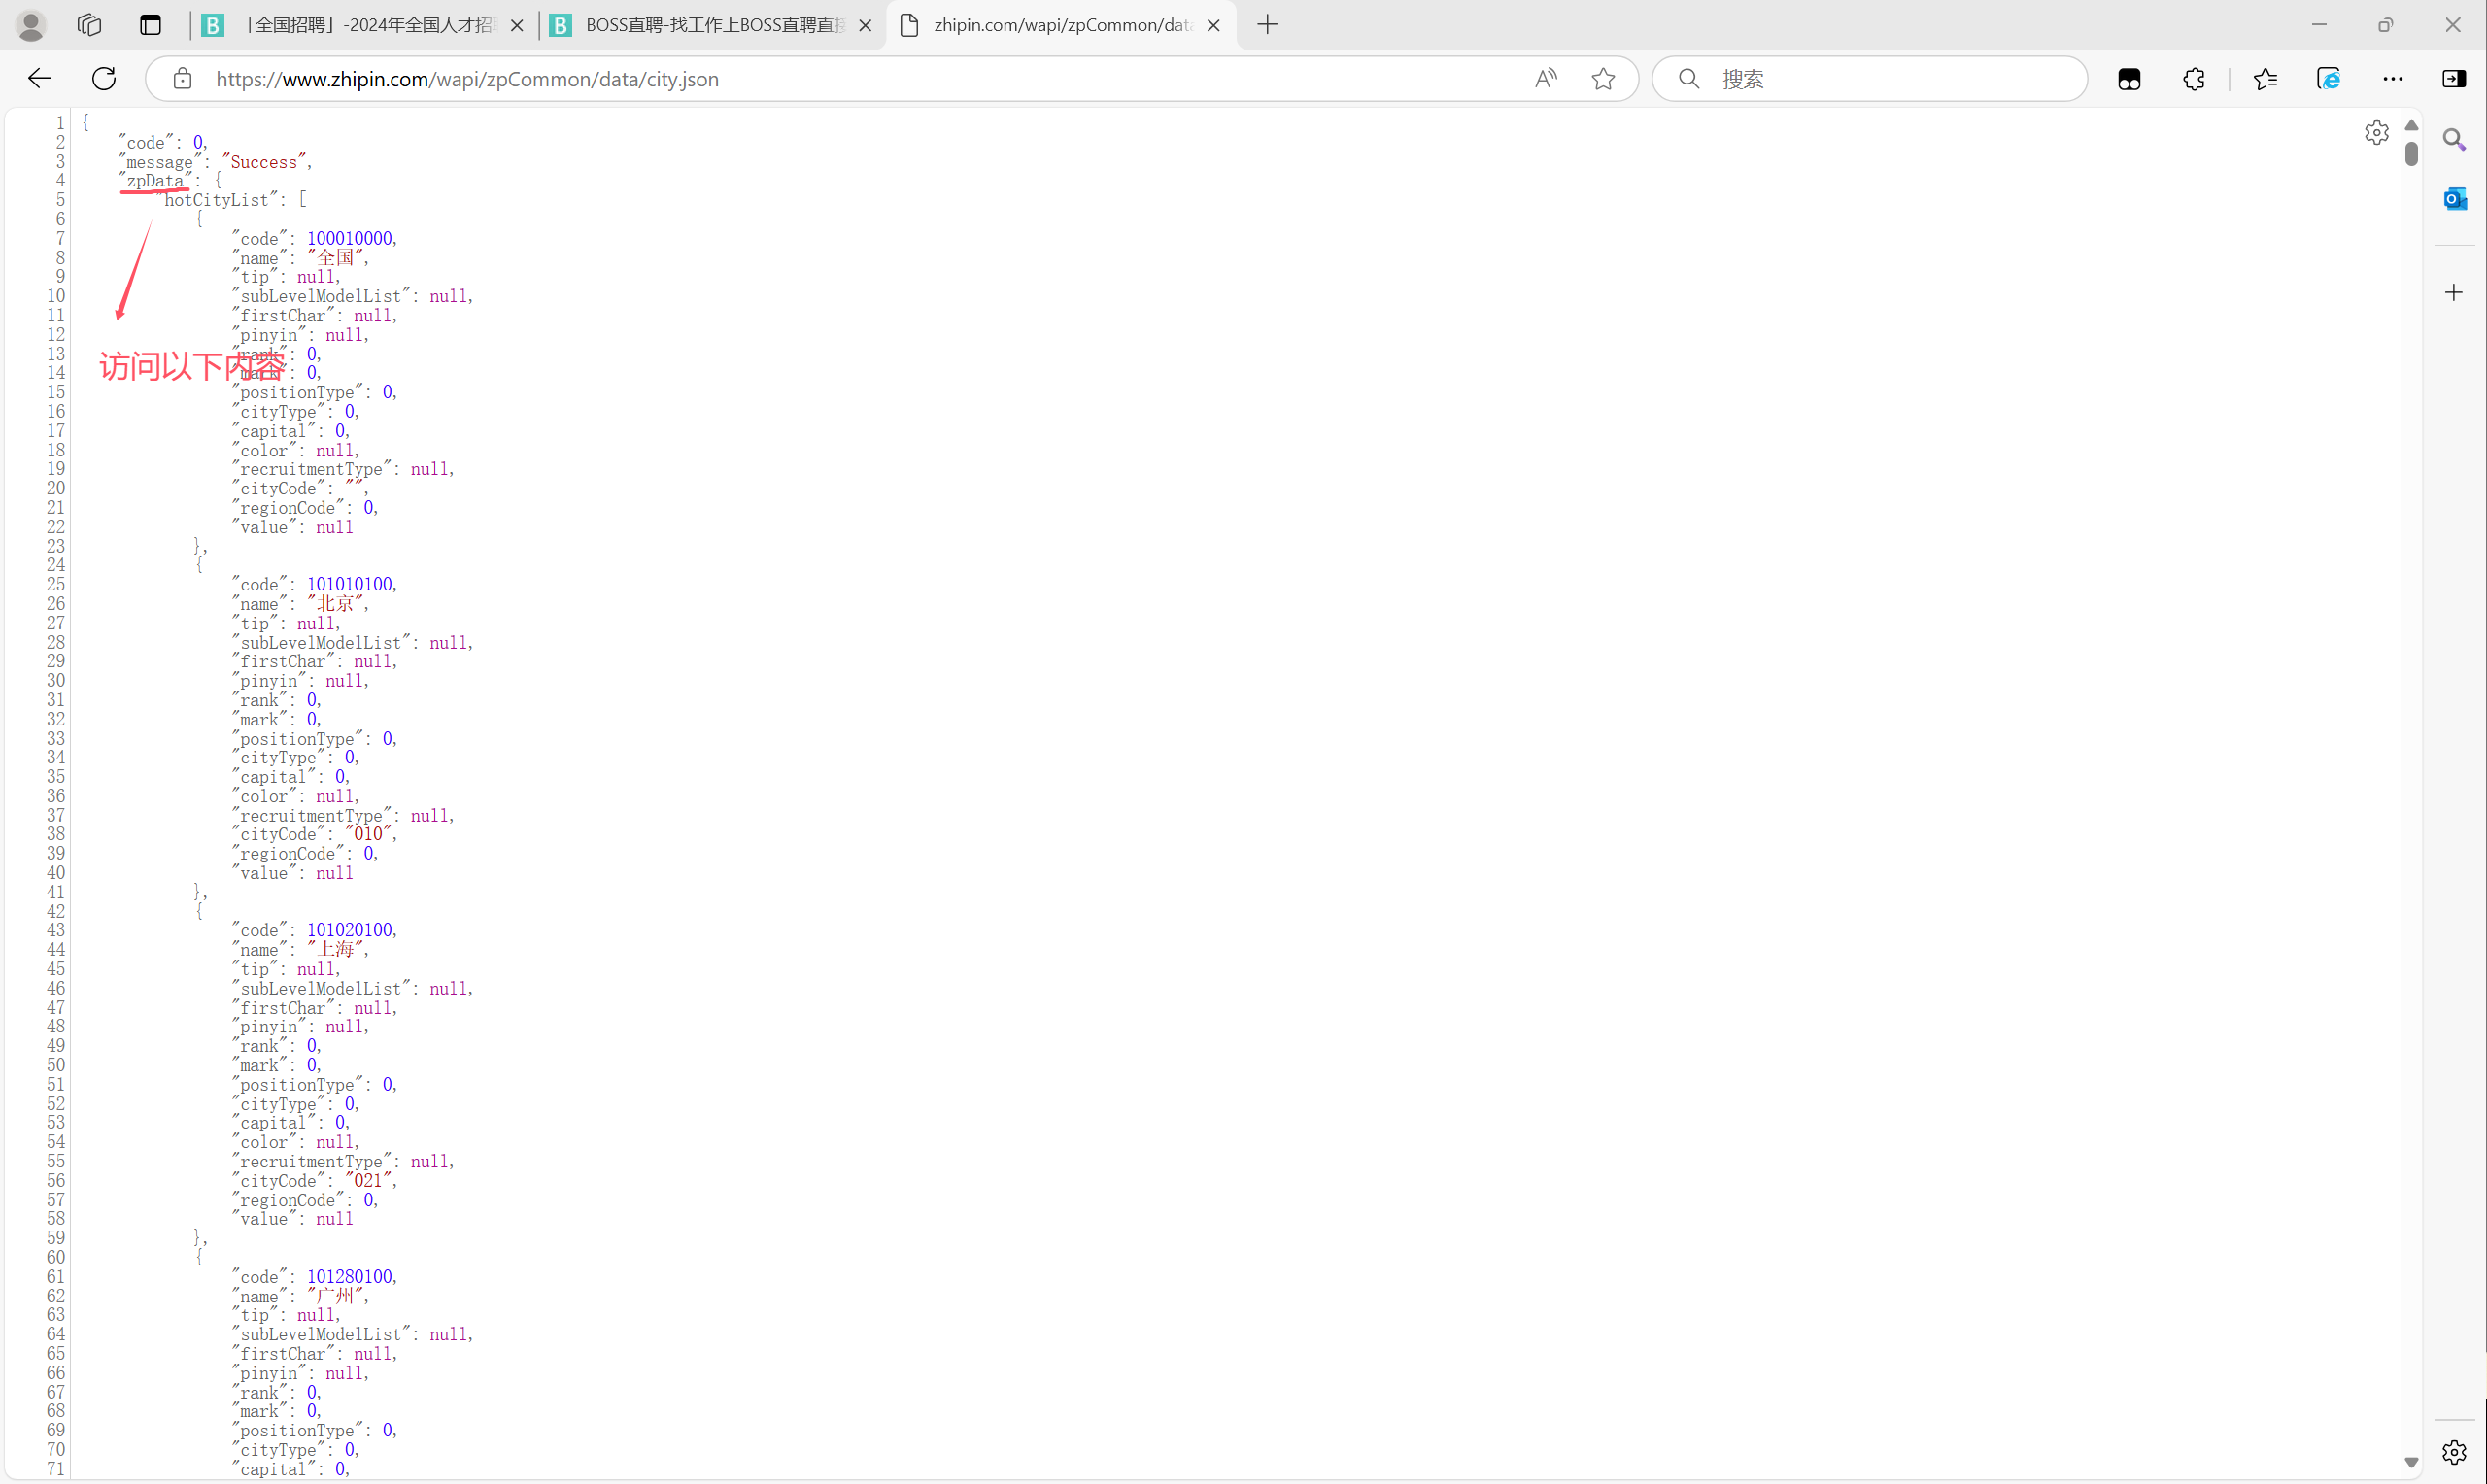 「全国招聘」-2024年全国人才招
BOSS直聘-找工作上BOSS直聘直接
zhipin.com/wapi/zpCommon/dat
https://www.zhipin.com/wapi/zpCommon/data/city.json
搜索
1 {
2 "code": 0,
3 "message": "Success",
4 "zpData": {
5 "hotCityList": [
6 {
7 "code": 100010000,
8 "name": "全国",
9 "tip": null,
10 "subLevelModelList": null,
11 "firstChar": null,
12 "pinyin": null,
13 "rank": 0,
访问以下内容
14 "mark": 0,
15 "positionType": 0,
16 "cityType": 0,
17 "capital": 0,
18 "color": null,
19 "recruitmentType": null,
20 "cityCode": "",
21 "regionCode": 0,
22 "value": null
23 },
24 {
25 "code": 101010100,
26 "name": "北京",
27 "tip": null,
28 "subLevelModelList": null,
29 "firstChar": null,
30 "pinyin": null,
31 "rank": 0,
32 "mark": 0,
33 "positionType": 0,
34 "cityType": 0,
35 "capital": 0,
36 "color": null,
37 "recruitmentType": null,
38 "cityCode": "010",
39 "regionCode": 0,
40 "value": null
41 },
42 {
43 "code": 101020100,
44 "name": "上海",
45 "tip": null,
46 "subLevelModelList": null,
47 "firstChar": null,
48 "pinyin": null,
49 "rank": 0,
50 "mark": 0,
51 "positionType": 0,
52 "cityType": 0,
53 "capital": 0,
54 "color": null,
55 "recruitmentType": null,
56 "cityCode": "021",
57 "regionCode": 0,
58 "value": null
59 },
60 {
61 "code": 101280100,
62 "name": "广州",
63 "tip": null,
64 "subLevelModelList": null,
65 "firstChar": null,
66 "pinyin": null,
67 "rank": 0,
68 "mark": 0,
69 "positionType": 0,
70 "cityType": 0,
71 "capital": 0,